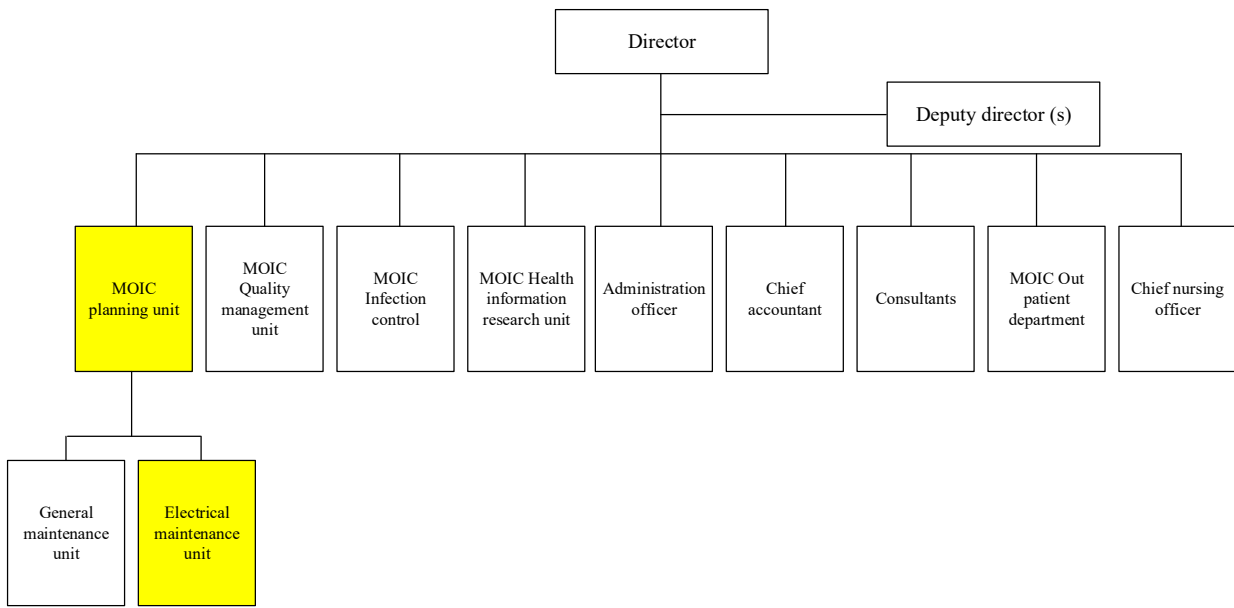 Director
Deputy director (s)
MOIC
planning unit
MOIC
Quality
management
unit
MOIC
Infection
control
MOIC Health
information
research unit
Administration
officer
Chief
accountant
Consultants
MOIC Out
patient
department
Chief nursing
officer
General
maintenance
unit
Electrical
maintenance
unit